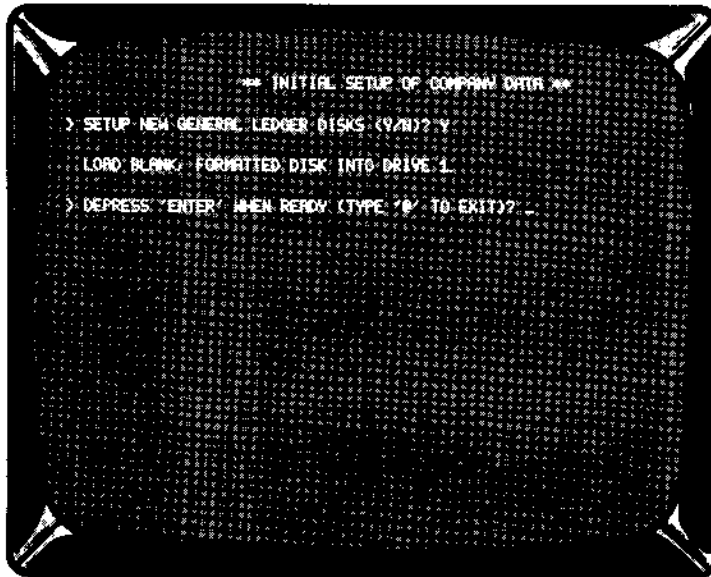 ** INITIAL SETUP OF COMPANY DATA **
> SETUP NEW GENERAL LEDGER DISKS (Y/N)? Y
LOAD BLANK, FORMATTED DISK INTO DRIVE 1.
> DEPRESS 'ENTER' WHEN READY (TYPE '@' TO EXIT)? _